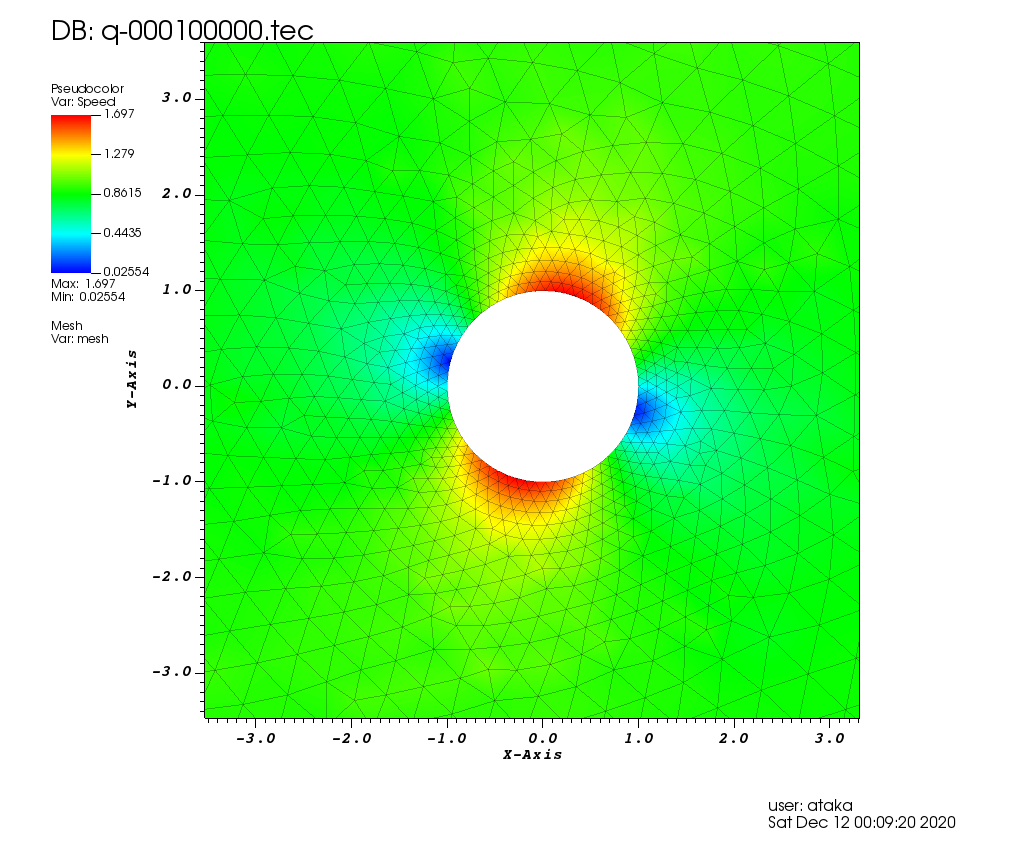 DB: q-000100000.tec
Pseudocolor
Var: Speed
1.697
1.279
0.8615
0.4435
0.02554
Max: 1.697
Min: 0.02554
Mesh
Var: mesh
3.0
2.0
1.0
0.0
-1.0
-2.0
-3.0
Y-Axis
-3.0 -2.0 -1.0 0.0 1.0 2.0 3.0
X-Axis
user: ataka
Sat Dec 12 00:09:20 2020